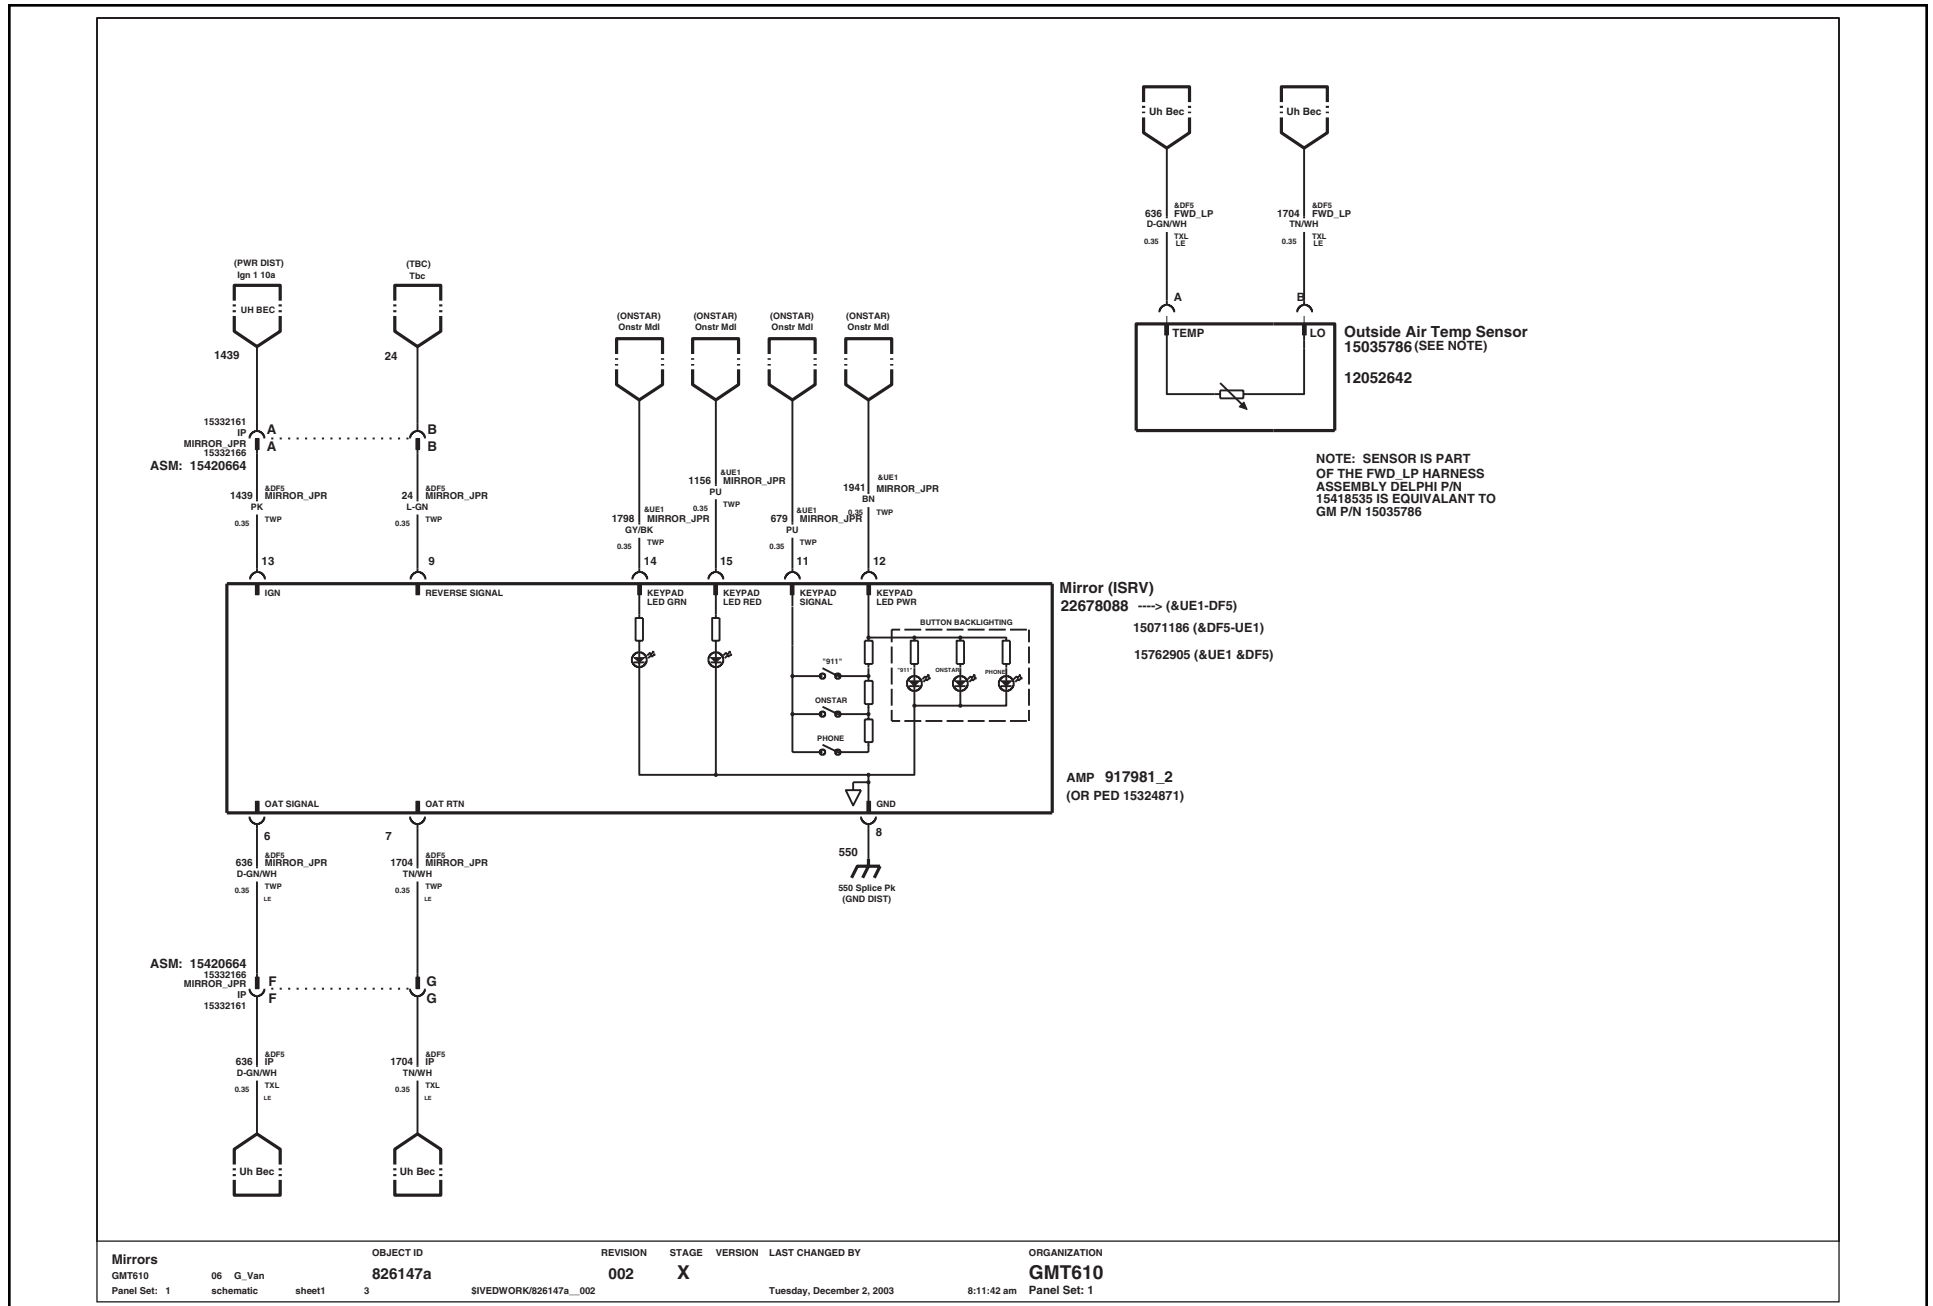 Uh Bec
Uh Bec
&DF5
636 FWD_LP
D-GN/WH
0.35 TXL
LE
&DF5
1704 FWD_LP
TN/WH
0.35 TXL
LE
A
B
TEMP
LO
Outside Air Temp Sensor
15035786 (SEE NOTE)
12052642
NOTE: SENSOR IS PART
OF THE FWD_LP HARNESS
ASSEMBLY DELPHI P/N
15418535 IS EQUIVALANT TO
GM P/N 15035786
(PWR DIST)
Ign 1 10a
UH BEC
1439
(TBC)
Tbc
24
15332161
IP
MIRROR_JPR
15332166
ASM: 15420664
A
A
B
B
&DF5
1439 MIRROR_JPR
PK
0.35 TWP
13
&DF5
24 MIRROR_JPR
L-GN
0.35 TWP
9
(ONSTAR)
Onstr Mdl
(ONSTAR)
Onstr Mdl
(ONSTAR)
Onstr Mdl
(ONSTAR)
Onstr Mdl
&UE1
1798 MIRROR_JPR
GY/BK
0.35 TWP
14
&UE1
1156 MIRROR_JPR
PU
0.35 TWP
15
&UE1
679 MIRROR_JPR
PU
0.35 TWP
11
&UE1
1941 MIRROR_JPR
BN
0.35 TWP
12
IGN
REVERSE SIGNAL
KEYPAD
LED GRN
KEYPAD
LED RED
KEYPAD
SIGNAL
KEYPAD
LED PWR
BUTTON BACKLIGHTING
"911"
ONSTAR
PHONE
"911"
ONSTAR
PHONE
Mirror (ISRV)
22678088 ----> (&UE1-DF5)
15071186 (&DF5-UE1)
15762905 (&UE1 &DF5)
AMP 917981_2
(OR PED 15324871)
OAT SIGNAL
OAT RTN
GND
6
7
8
550
550 Splice Pk
(GND DIST)
&DF5
636 MIRROR_JPR
D-GN/WH
0.35 TWP
LE
&DF5
1704 MIRROR_JPR
TN/WH
0.35 TWP
LE
ASM: 15420664
15332166
MIRROR_JPR
IP
15332161
F
F
G
G
&DF5
636 IP
D-GN/WH
0.35 TXL
LE
&DF5
1704 IP
TN/WH
0.35 TXL
LE
Uh Bec
Uh Bec
Mirrors
GMT610 06 G_Van
Panel Set: 1 schematic sheet1 3
OBJECT ID
826147a
$IVEDWORK/826147a__002
REVISION
002
STAGE
X
VERSION
LAST CHANGED BY
Tuesday, December 2, 2003 8:11:42 am
ORGANIZATION
GMT610
Panel Set: 1